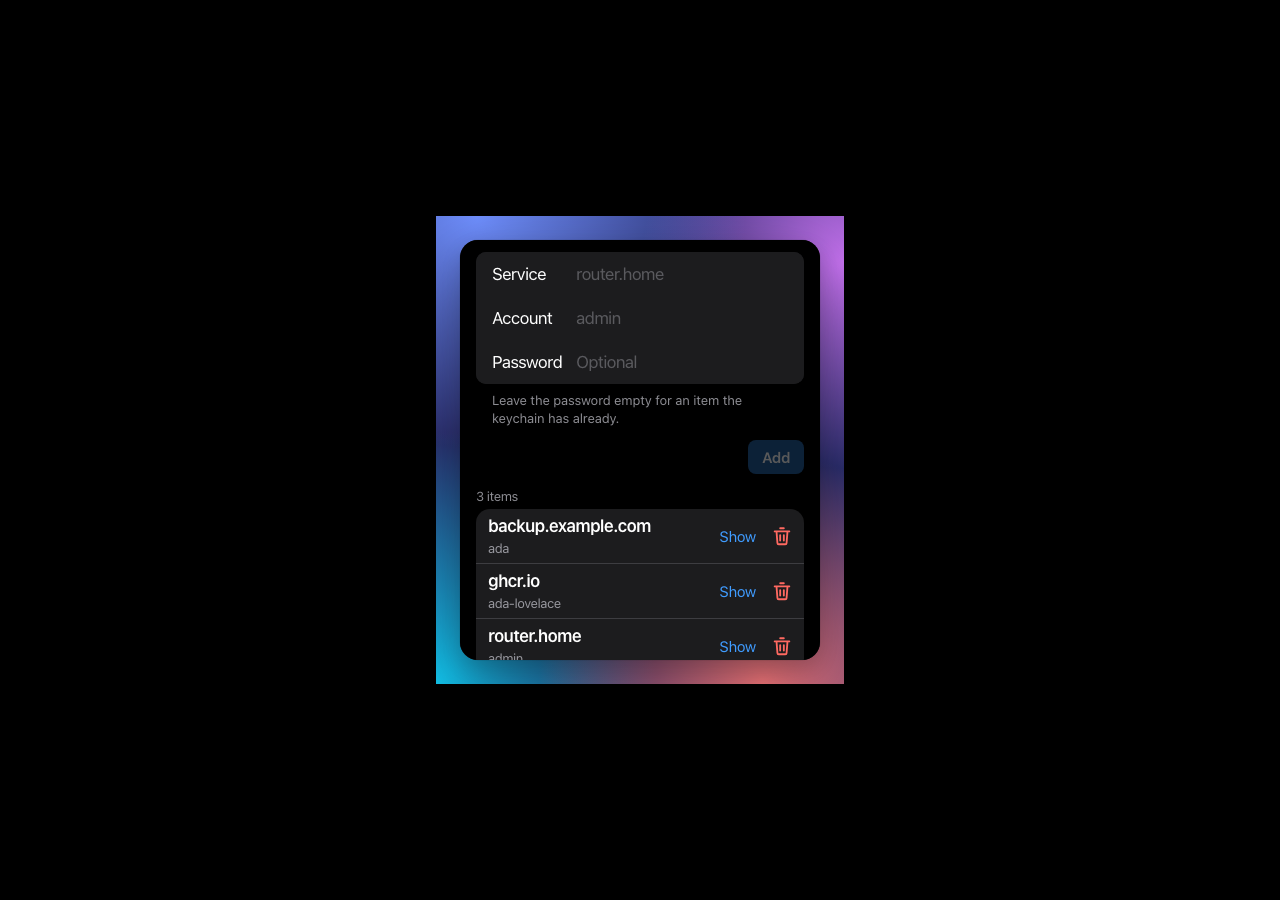 Service router.home
Account admin
Password Optional
Leave the password empty for an item the
keychain has already.
Add
3 items
backup.example.com
ada
Show
ghcr.io
ada-lovelace
Show
router.home
admin
Show